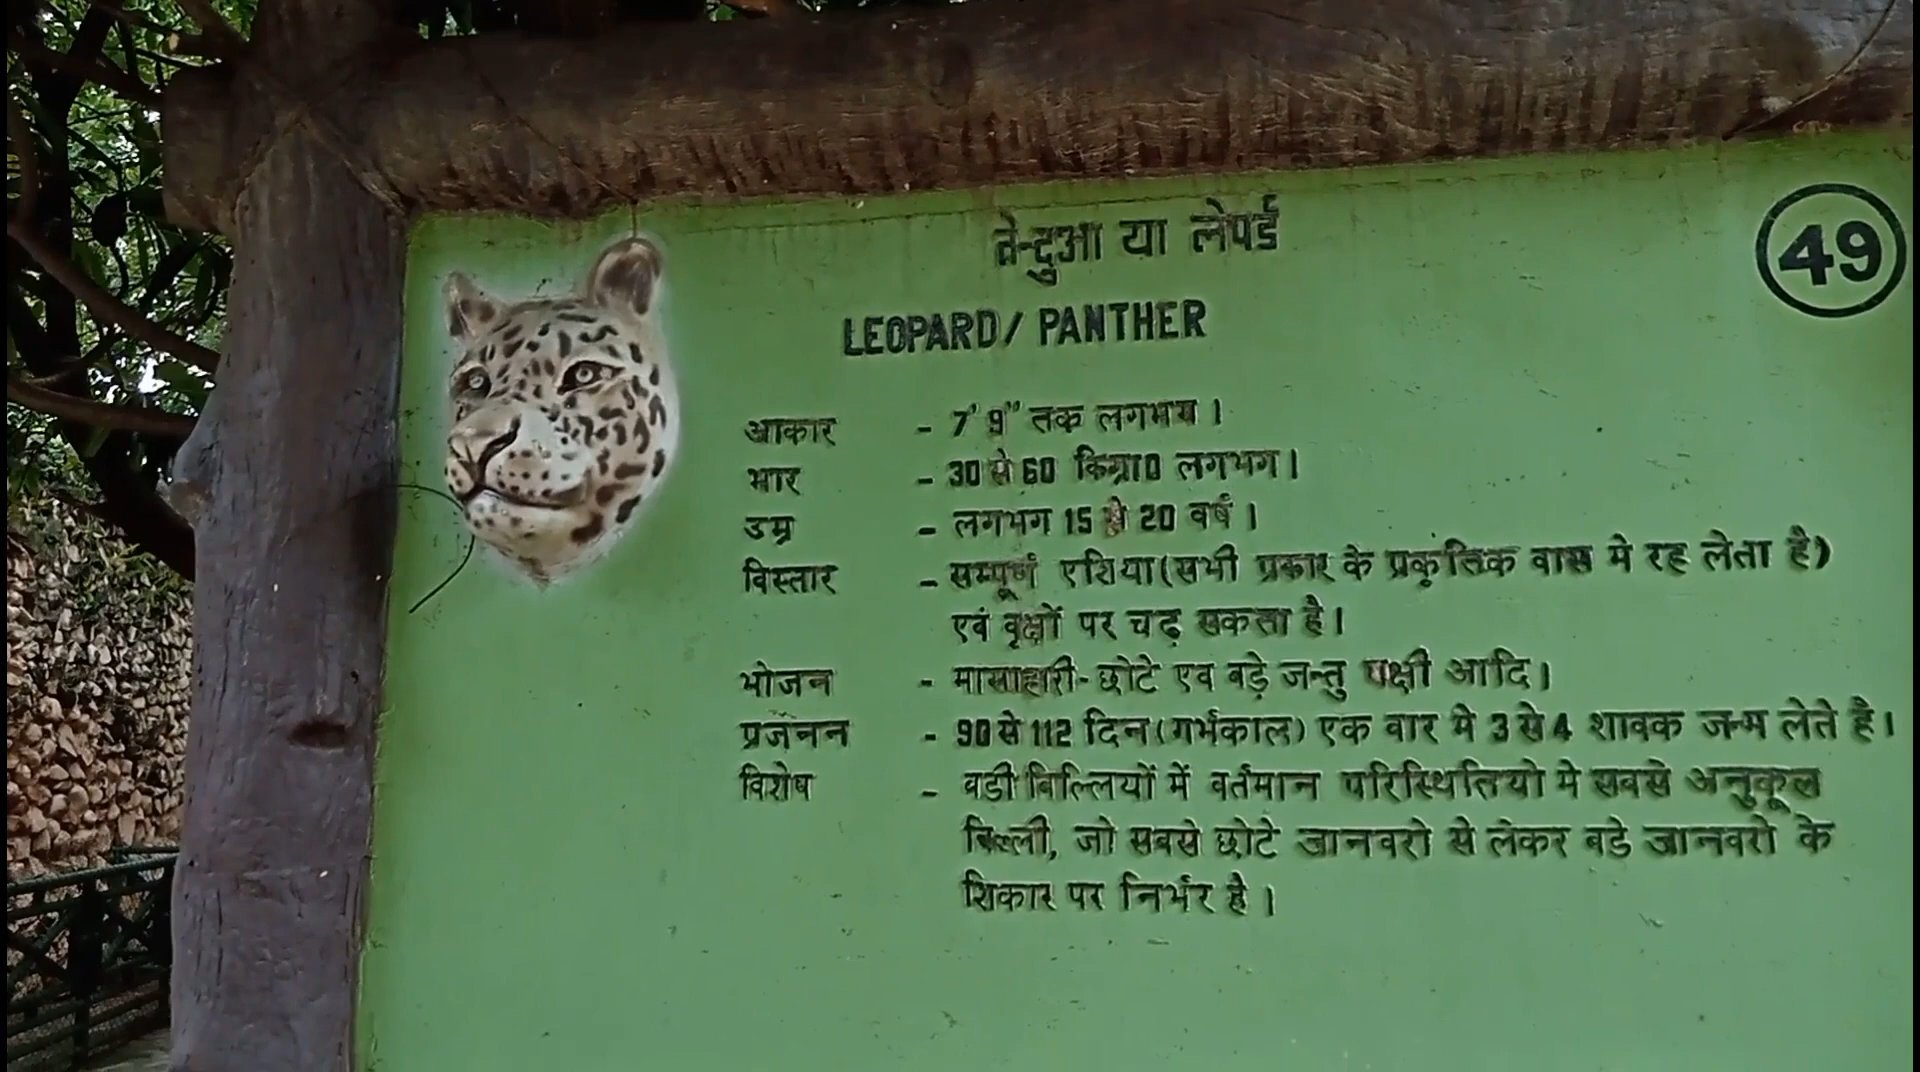 तेन्दुआ या लेपर्ड
49
LEOPARD/ PANTHER
आकार - 7' 9" तक लगभग ।
भार - 30 से 60 किग्रा0 लगभग ।
उम्र - लगभग 15 से 20 वर्ष ।
विस्तार - सम्पूर्ण एशिया (सभी प्रकार के प्रकृतिक वास मे रह लेता है)
एवं वृक्षों पर चढ़ सकता है ।
भोजन - मासाहारी- छोटे एव बड़े जन्तु पक्षी आदि ।
प्रजनन - 90 से 112 दिन (गर्भकाल) एक वार मे 3 से 4 शावक जन्म लेते है ।
विशेष - वडी बिल्लियों में वर्तमान परिस्थितियो मे सबसे अनुकूल
बिल्ली, जो सबसे छोटे जानवरो से लेकर बडे जानवरो के
शिकार पर निर्भर है ।